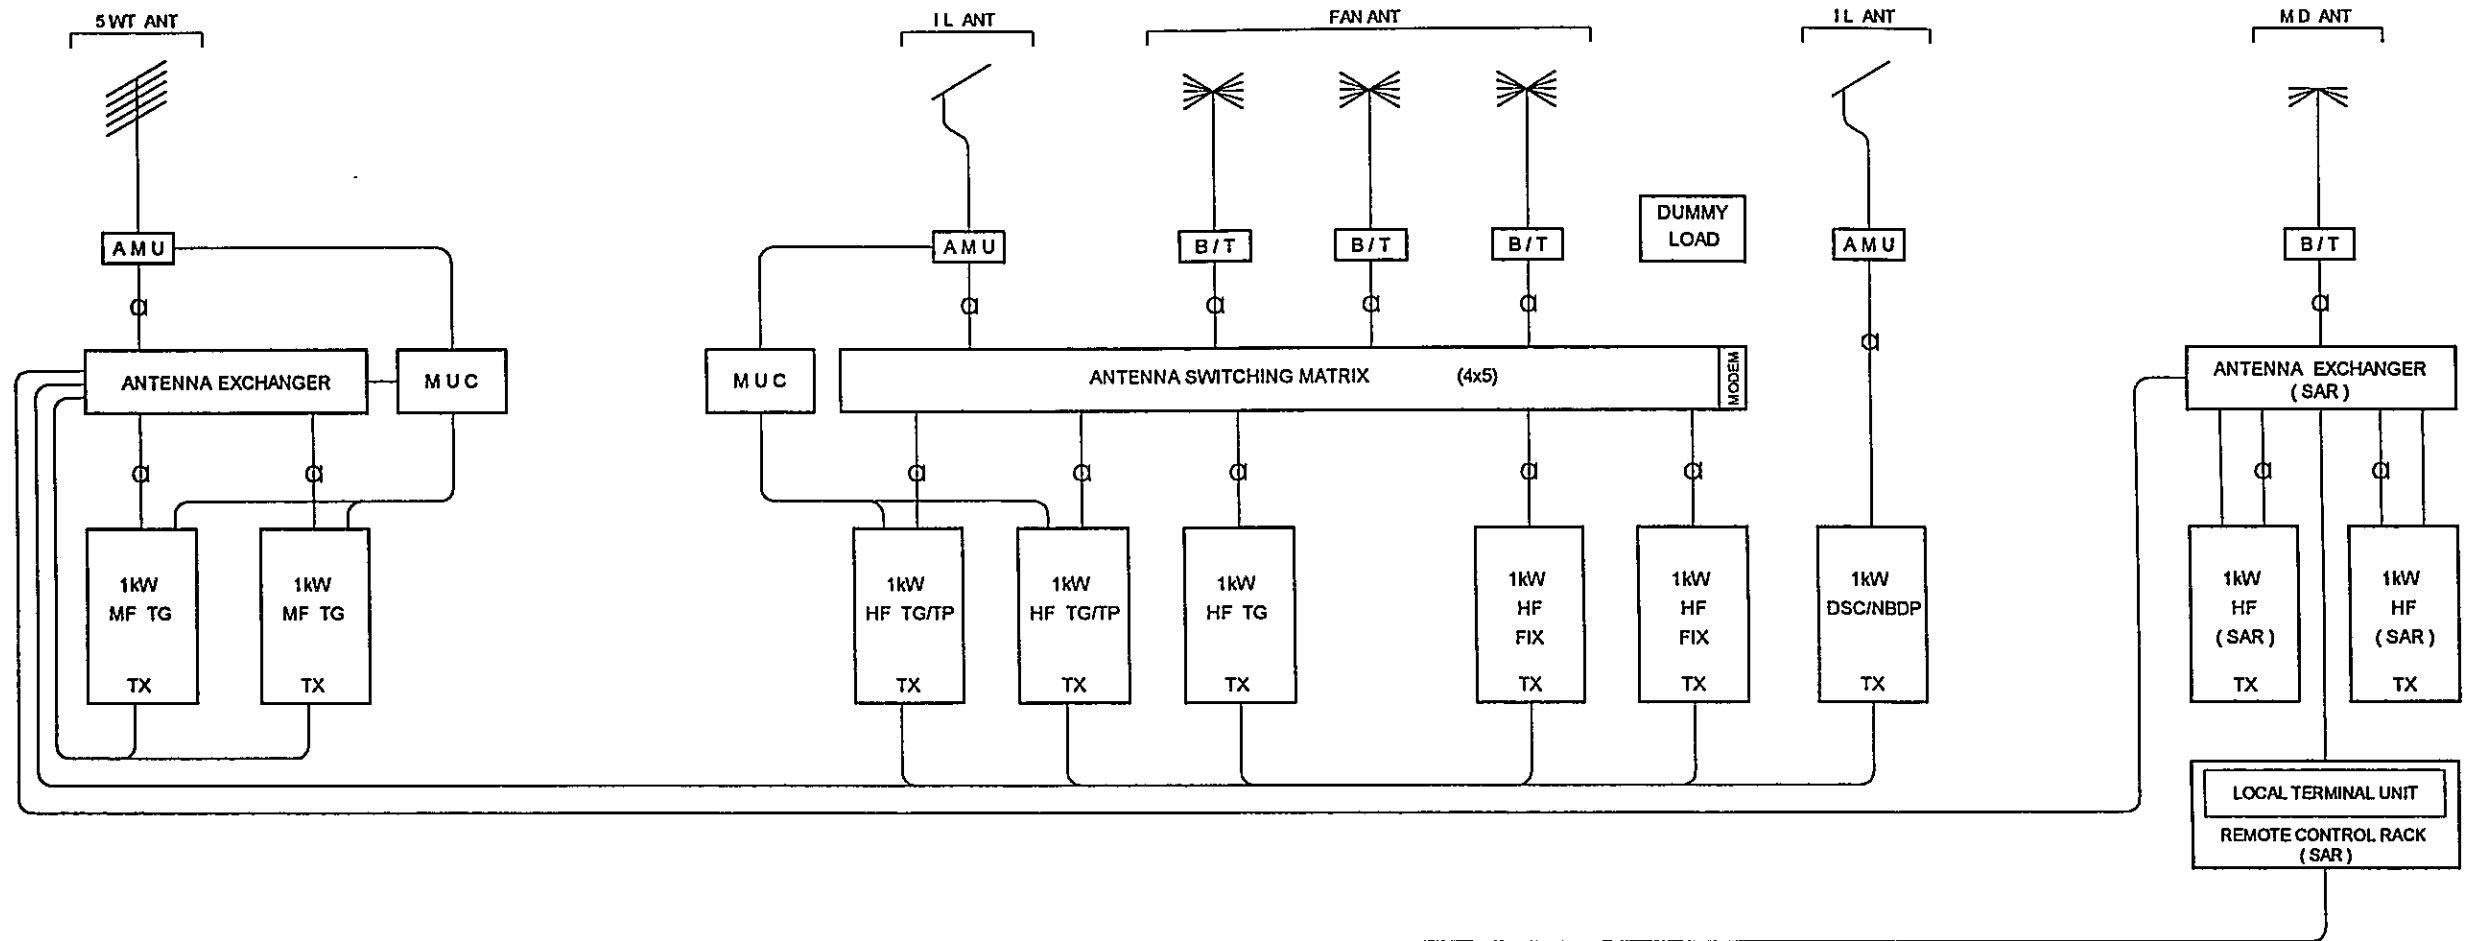 5WT ANT
IL ANT
FAN ANT
IL ANT
MD ANT
AMU
AMU
B/T
B/T
B/T
DUMMY
LOAD
AMU
B/T
a
a
a
a
a
a
a
ANTENNA EXCHANGER
MUC
MUC
ANTENNA SWITCHING MATRIX (4x5)
MODEM
ANTENNA EXCHANGER
(SAR)
a
a
a
a
a
a
a
a
a
1kW
MF TG
TX
1kW
MF TG
TX
1kW
HF TG/TP
TX
1kW
HF TG/TP
TX
1kW
HF TG
TX
1kW
HF
FIX
TX
1kW
HF
FIX
TX
1kW
DSC/NBDP
TX
1kW
HF
(SAR)
TX
1kW
HF
(SAR)
TX
LOCAL TERMINAL UNIT
REMOTE CONTROL RACK
(SAR)